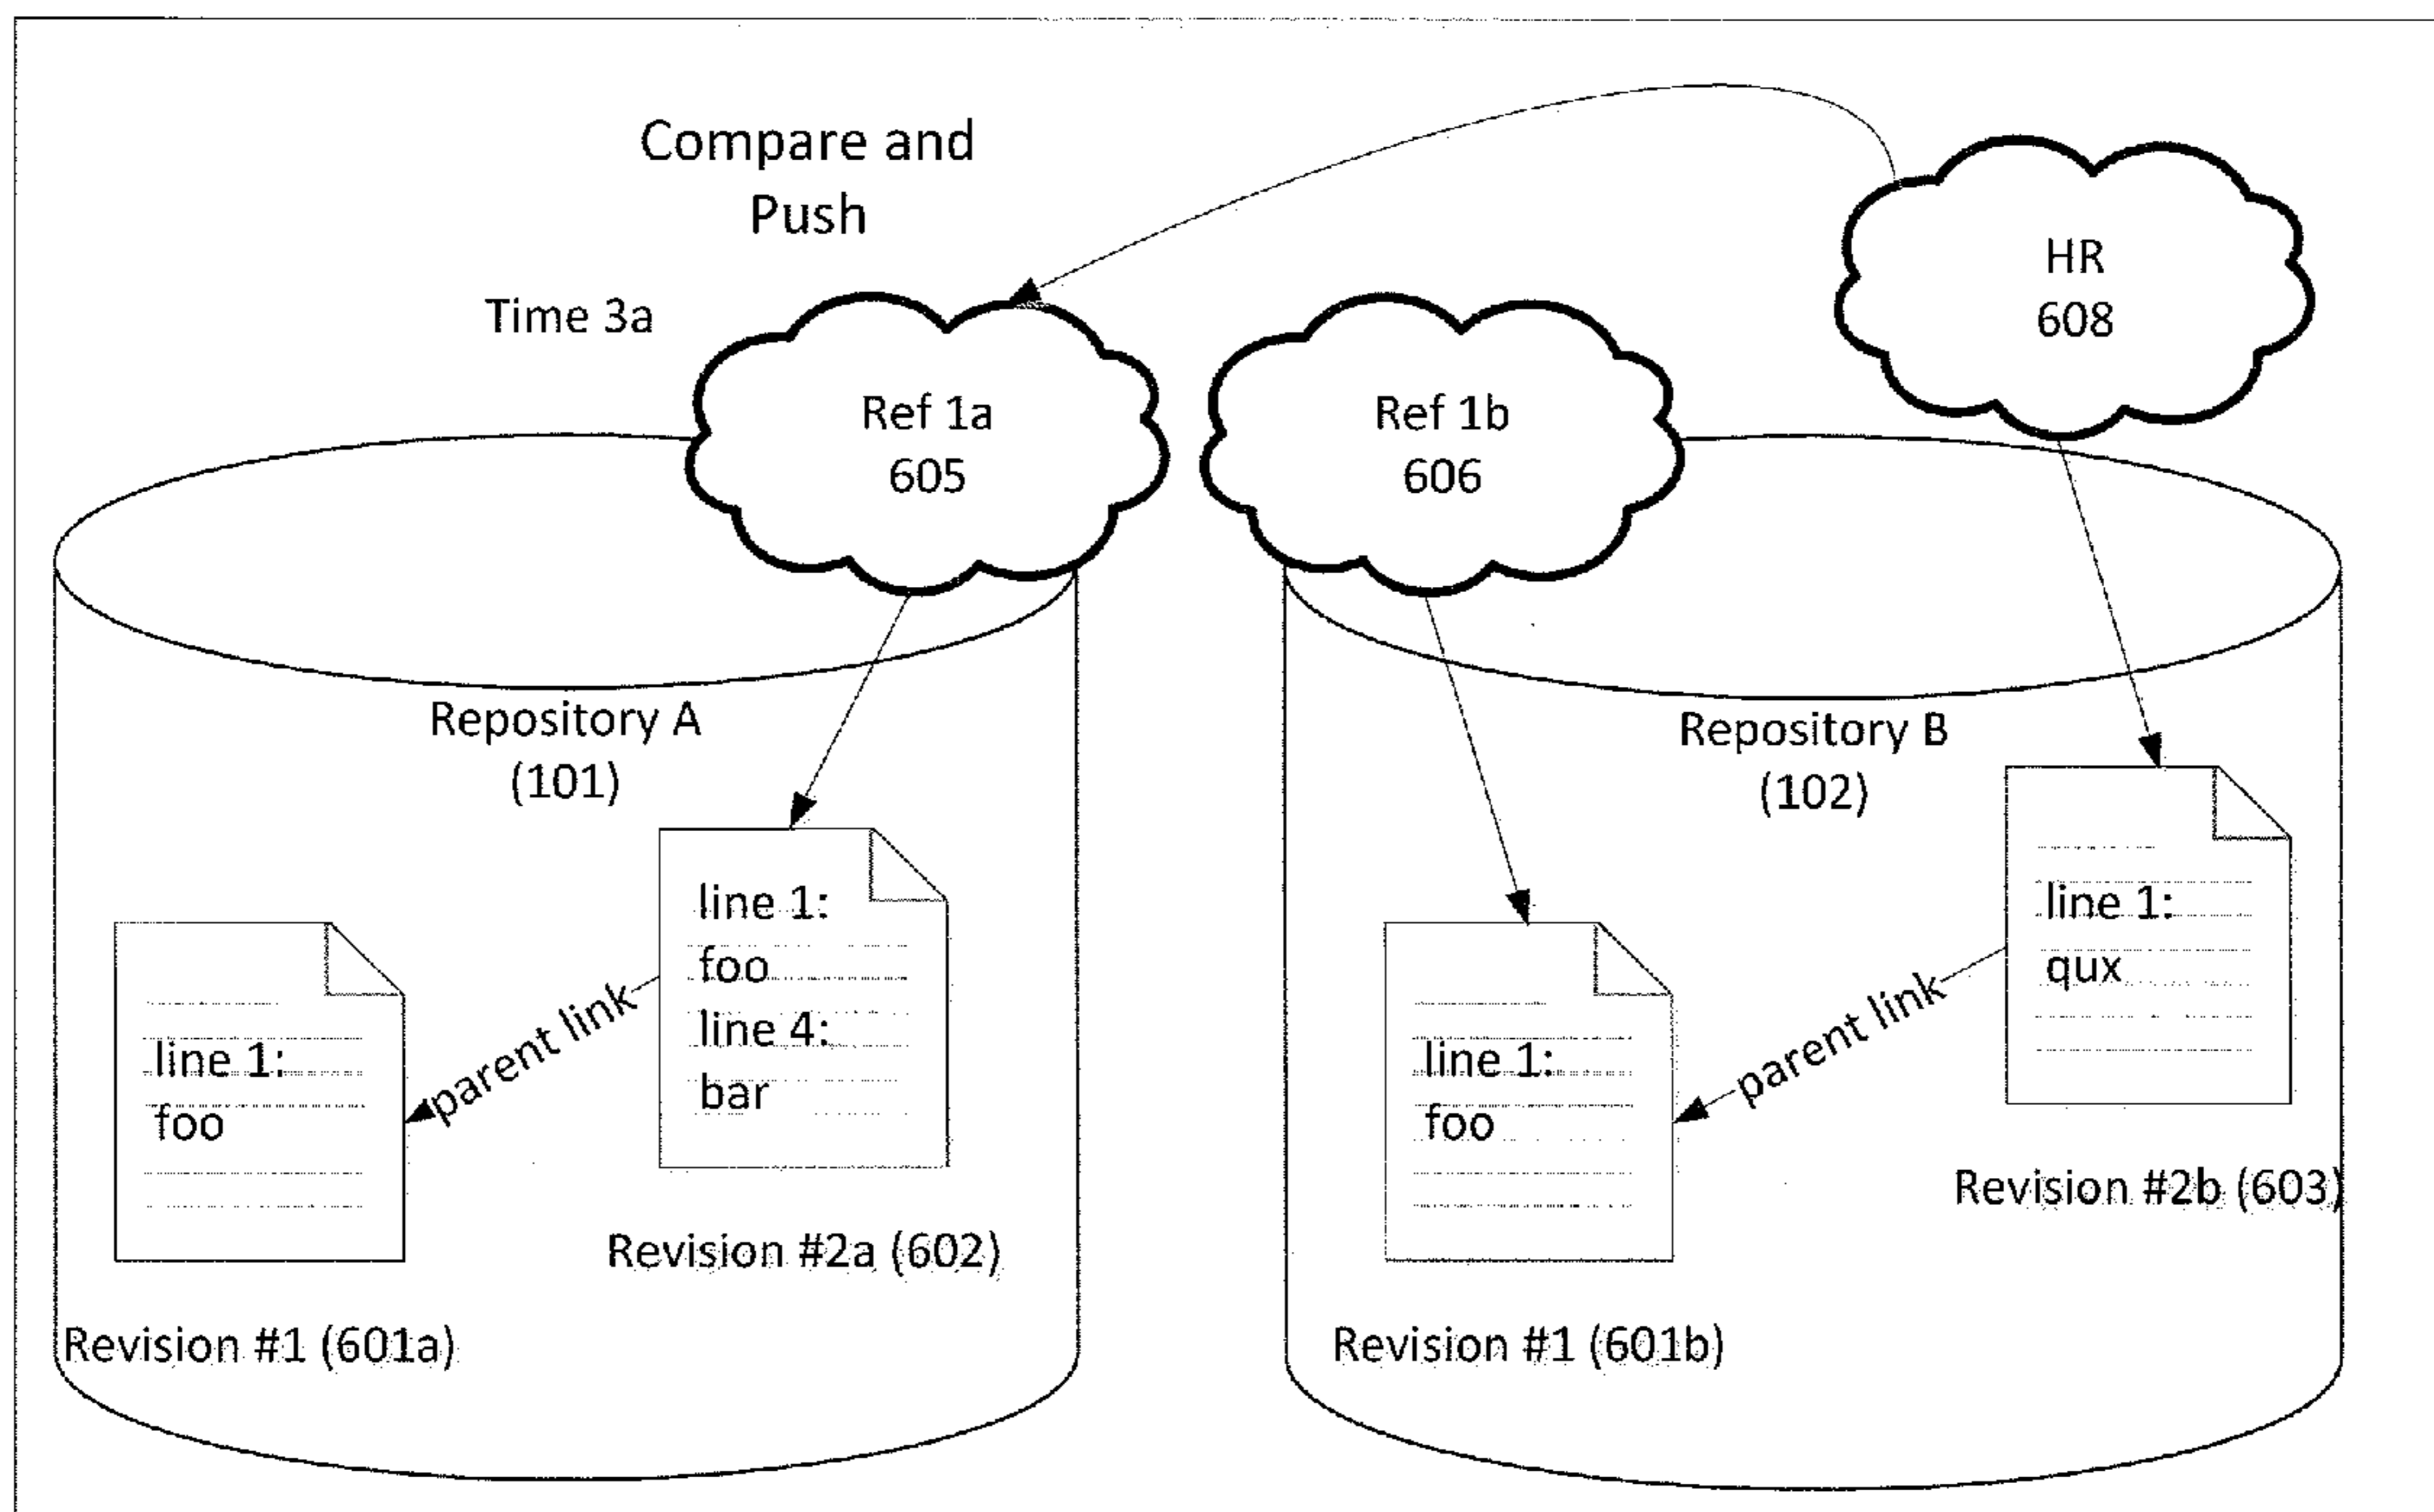 Compare and
Push
Time 3a
HR
608
Ref 1a
605
Ref 1b
606
Repository A
(101)
Repository B
(102)
line 1:
foo
line 4:
bar
line 1:
qux
parent link
parent link
line 1:
foo
line 1:
foo
Revision #2b (603)
Revision #2a (602)
Revision #1 (601a)
Revision #1 (601b)